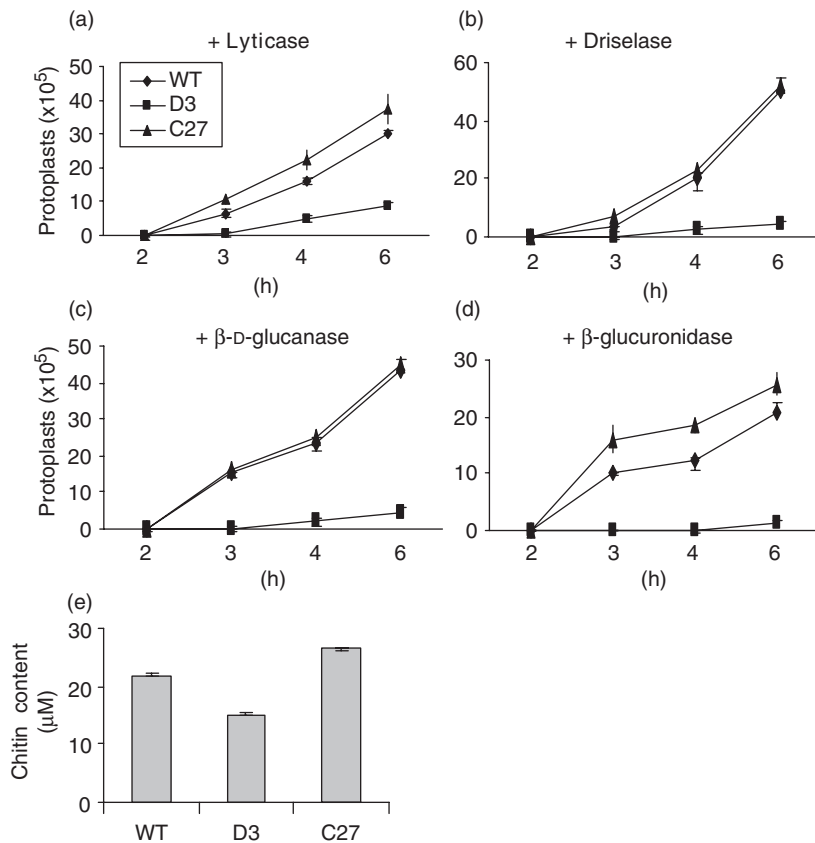 (a)
+ Lyticase
Protoplasts (x10⁵)
50
40
30
20
10
0
WT
D3
C27
2 3 4 6
(h)
(b)
+ Driselase
60
40
20
0
2 3 4 6
(h)
(c)
+ β-D-glucanase
Protoplasts (x10⁵)
50
40
30
20
10
0
2 3 4 6
(h)
(d)
+ β-glucuronidase
30
20
10
0
2 3 4 6
(h)
(e)
Chitin content
(μM)
30
20
10
0
WT D3 C27